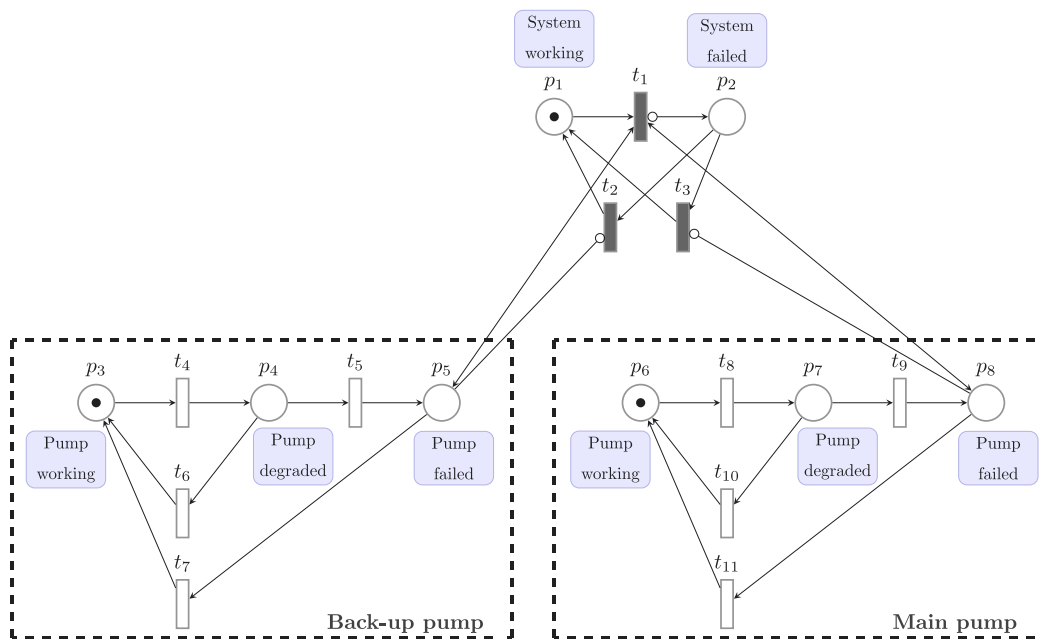 System
working
System
failed
p1
t1
p2
t2
t3
p3
t4
p4
t5
p5
Pump
working
Pump
degraded
Pump
failed
t6
t7
Back-up pump
p6
t8
p7
t9
p8
Pump
working
Pump
degraded
Pump
failed
t10
t11
Main pump